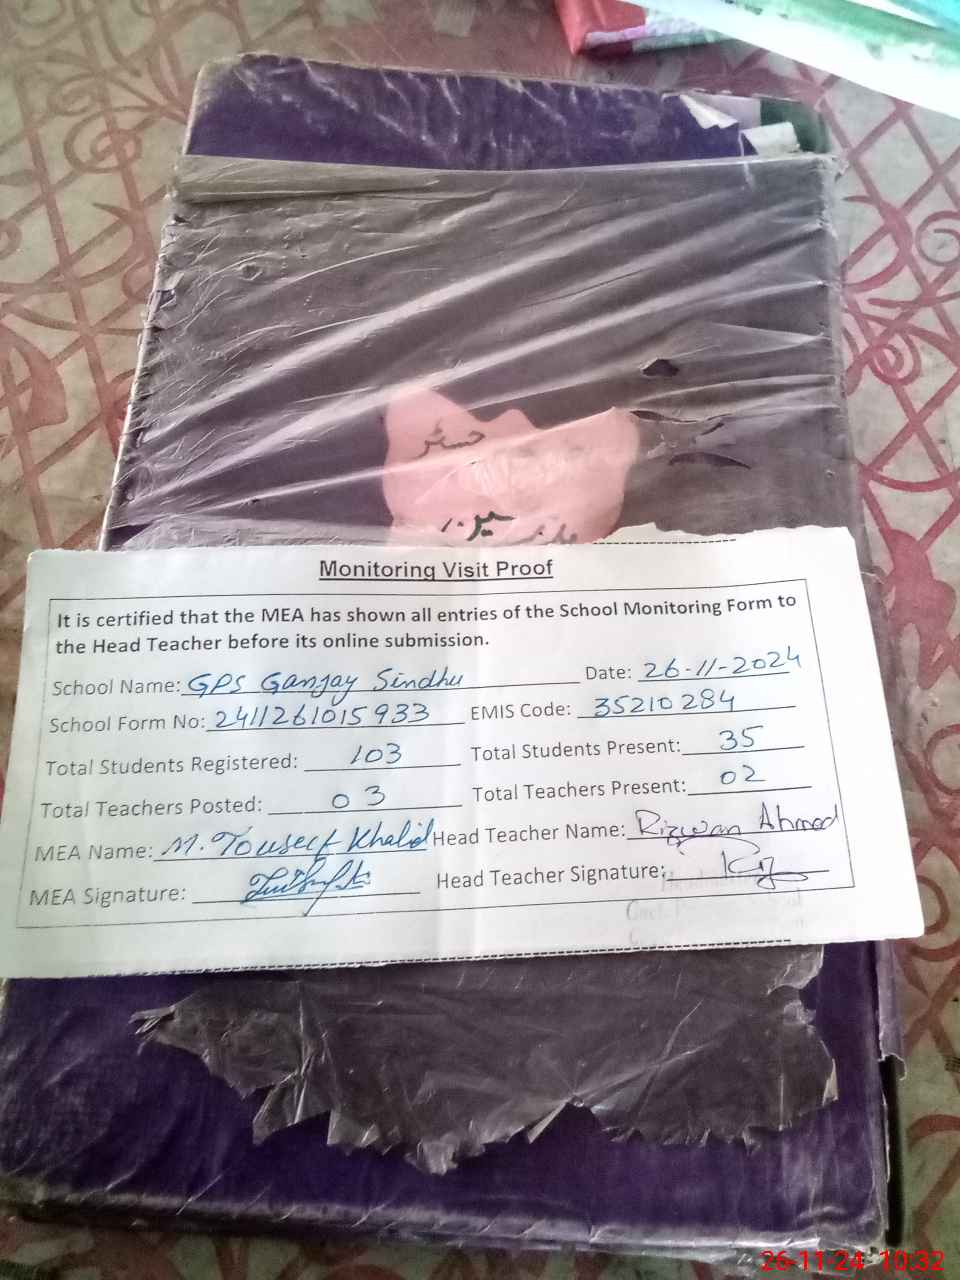 رجسٹر
Monitoring Visit Proof
It is certified that the MEA has shown all entries of the School Monitoring Form to
the Head Teacher before its online submission.
School Name: GPS Ganjay Sindhu Date: 26-11-2024
School Form No: 2411261015933 EMIS Code: 35210284
Total Students Registered: 103 Total Students Present: 35
Total Teachers Posted: 03 Total Teachers Present: 02
MEA Name: M. Touseef Khalid Head Teacher Name: Rizwan Ahmed
MEA Signature: Head Teacher Signature:
26-11-24 10:32